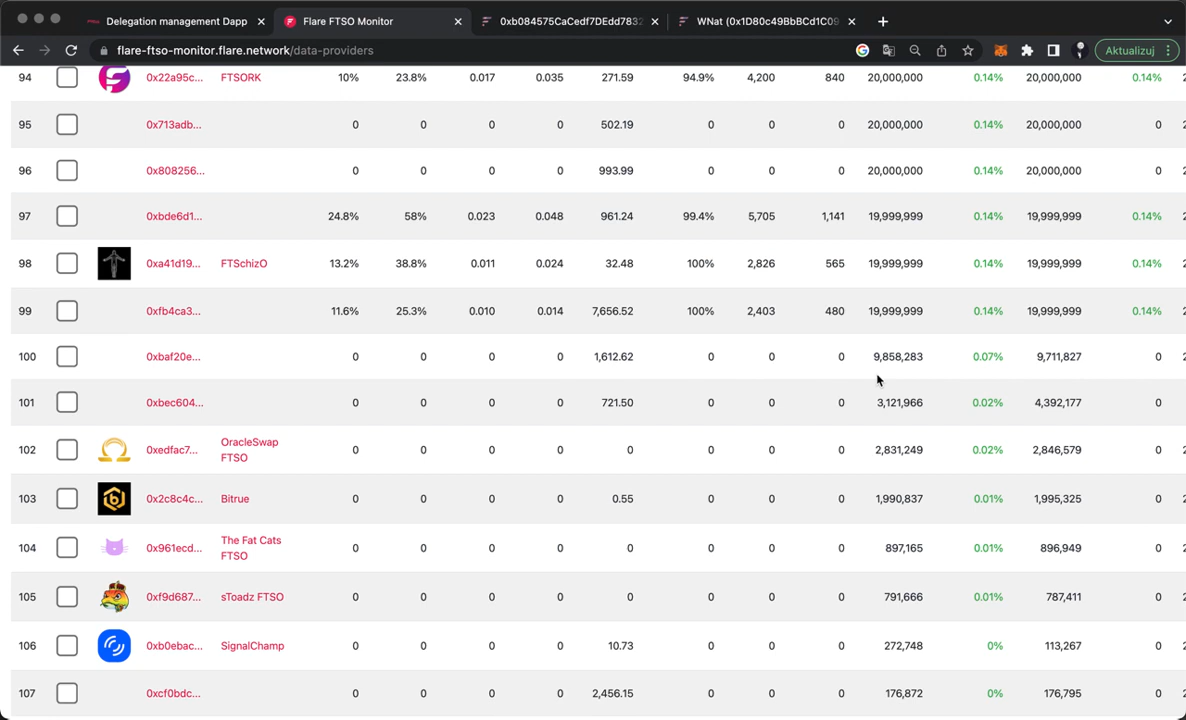 Delegation management Dapp
Flare FTSO Monitor
0xb084575CaCedf7DEdd7832
WNat (0x1D80c49BbBCd1C09
flare-ftso-monitor.flare.network/data-providers
Aktualizuj
94 0x22a95c... FTSORK 10% 23.8% 0.017 0.035 271.59 94.9% 4,200 840 20,000,000 0.14% 20,000,000 0.14%
95 0x713adb... 0 0 0 0 502.19 0 0 0 20,000,000 0.14% 20,000,000 0
96 0x808256... 0 0 0 0 993.99 0 0 0 20,000,000 0.14% 20,000,000 0
97 0xbde6d1... 24.8% 58% 0.023 0.048 961.24 99.4% 5,705 1,141 19,999,999 0.14% 19,999,999 0.14%
98 0xa41d19... FTSchizO 13.2% 38.8% 0.011 0.024 32.48 100% 2,826 565 19,999,999 0.14% 19,999,999 0.14%
99 0xfb4ca3... 11.6% 25.3% 0.010 0.014 7,656.52 100% 2,403 480 19,999,999 0.14% 19,999,999 0.14%
100 0xbaf20e... 0 0 0 0 1,612.62 0 0 0 9,858,283 0.07% 9,711,827 0
101 0xbec604... 0 0 0 0 721.50 0 0 0 3,121,966 0.02% 4,392,177 0
102 0xedfac7... OracleSwap FTSO 0 0 0 0 0 0 0 0 2,831,249 0.02% 2,846,579 0
103 0x2c8c4c... Bitrue 0 0 0 0 0.55 0 0 0 1,990,837 0.01% 1,995,325 0
104 0x961ecd... The Fat Cats FTSO 0 0 0 0 0 0 0 0 897,165 0.01% 896,949 0
105 0xf9d687... sToadz FTSO 0 0 0 0 0 0 0 0 791,666 0.01% 787,411 0
106 0xb0ebac... SignalChamp 0 0 0 0 10.73 0 0 0 272,748 0% 113,267 0
107 0xcf0bdc... 0 0 0 0 2,456.15 0 0 0 176,872 0% 176,795 0